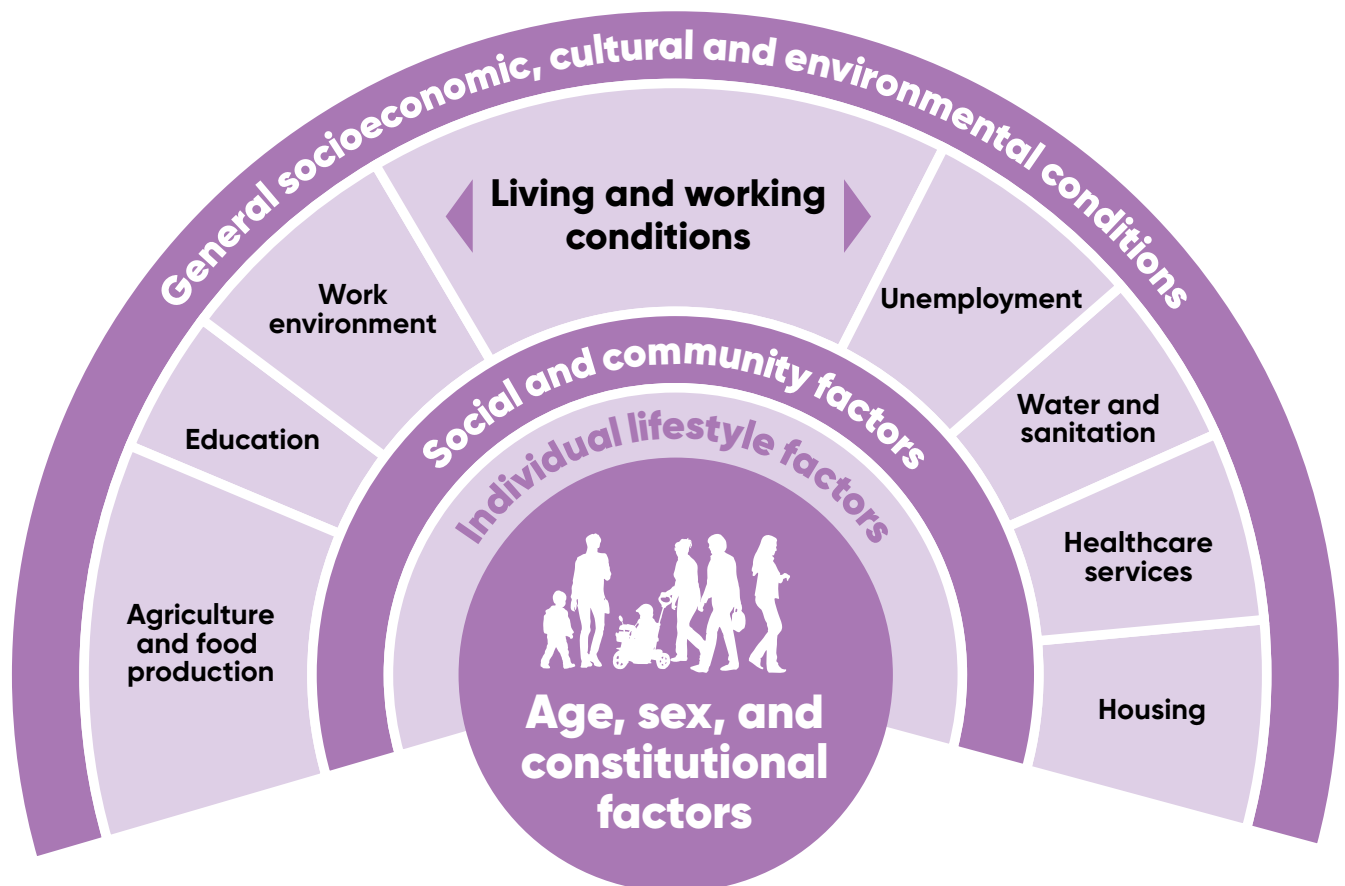 General socioeconomic, cultural and environmental conditions
Living and working
conditions
Work
environment
Unemployment
Education
Water and
sanitation
Agriculture
and food
production
Healthcare
services
Housing
Social and community factors
Individual lifestyle factors
Age, sex, and
constitutional
factors